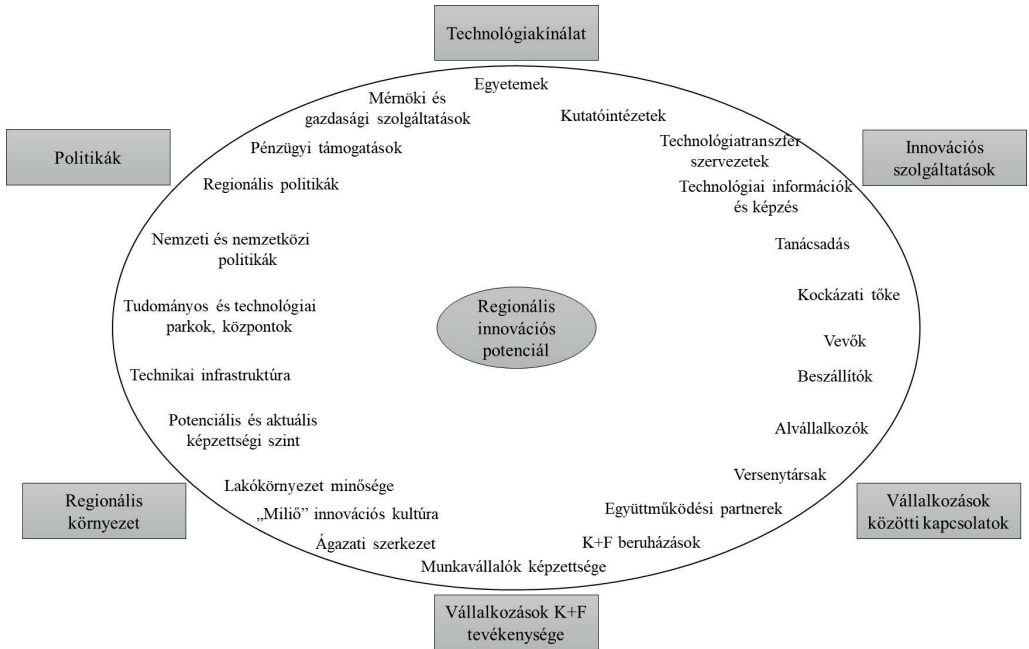 Technológiakínálat
Egyetemek
Mérnöki és
gazdasági szolgáltatások
Kutatóintézetek
Politikák
Pénzügyi támogatások
Technológiatranszfer
szervezetek
Innovációs
szolgáltatások
Regionális politikák
Technológiai információk
és képzés
Nemzeti és nemzetközi
politikák
Tanácsadás
Tudományos és technológiai
parkok, központok
Regionális
innovációs
potenciál
Kockázati tőke
Vevők
Technikai infrastruktúra
Beszállítók
Potenciális és aktuális
képzettségi szint
Alvállalkozók
Versenytársak
Regionális
környezet
Lakókörnyezet minősége
Együttműködési partnerek
Vállalkozások
közötti kapcsolatok
„Miliő” innovációs kultúra
Ágazati szerkezet
K+F beruházások
Munkavállalók képzettsége
Vállalkozások K+F
tevékenysége